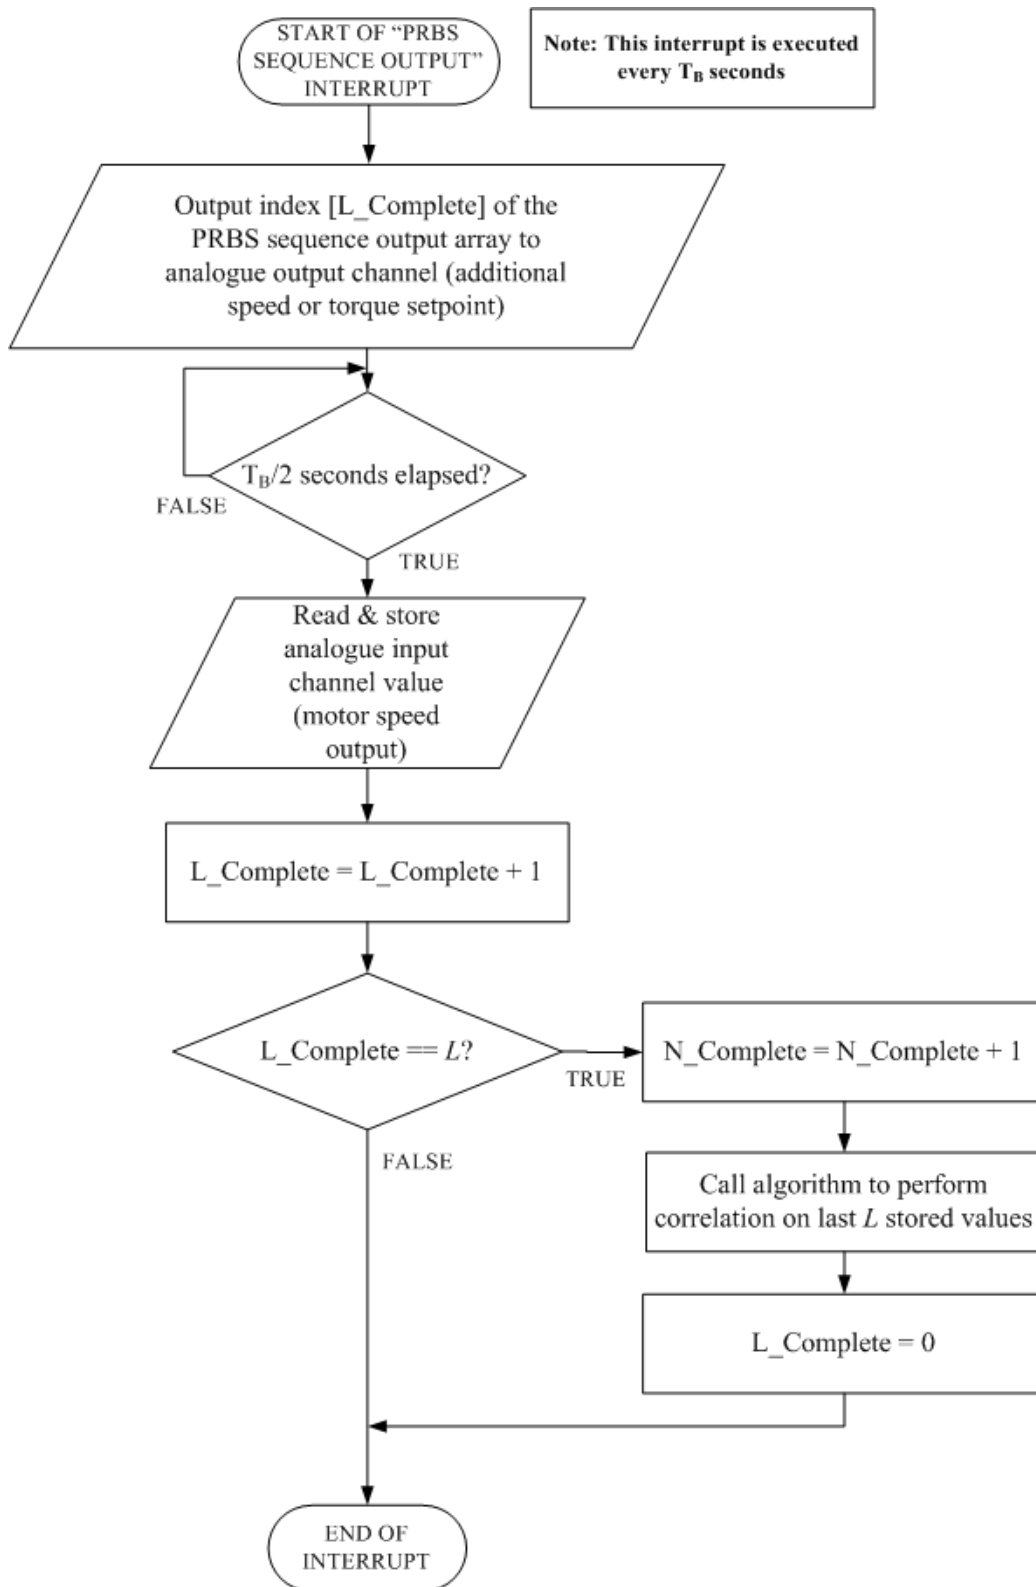 START OF “PRBS
SEQUENCE OUTPUT”
INTERRUPT
Note: This interrupt is executed
every TB seconds
Output index [L_Complete] of the
PRBS sequence output array to
analogue output channel (additional
speed or torque setpoint)
TB/2 seconds elapsed?
FALSE
TRUE
Read & store
analogue input
channel value
(motor speed
output)
L_Complete = L_Complete + 1
L_Complete == L?
TRUE
N_Complete = N_Complete + 1
FALSE
Call algorithm to perform
correlation on last L stored values
L_Complete = 0
END OF
INTERRUPT